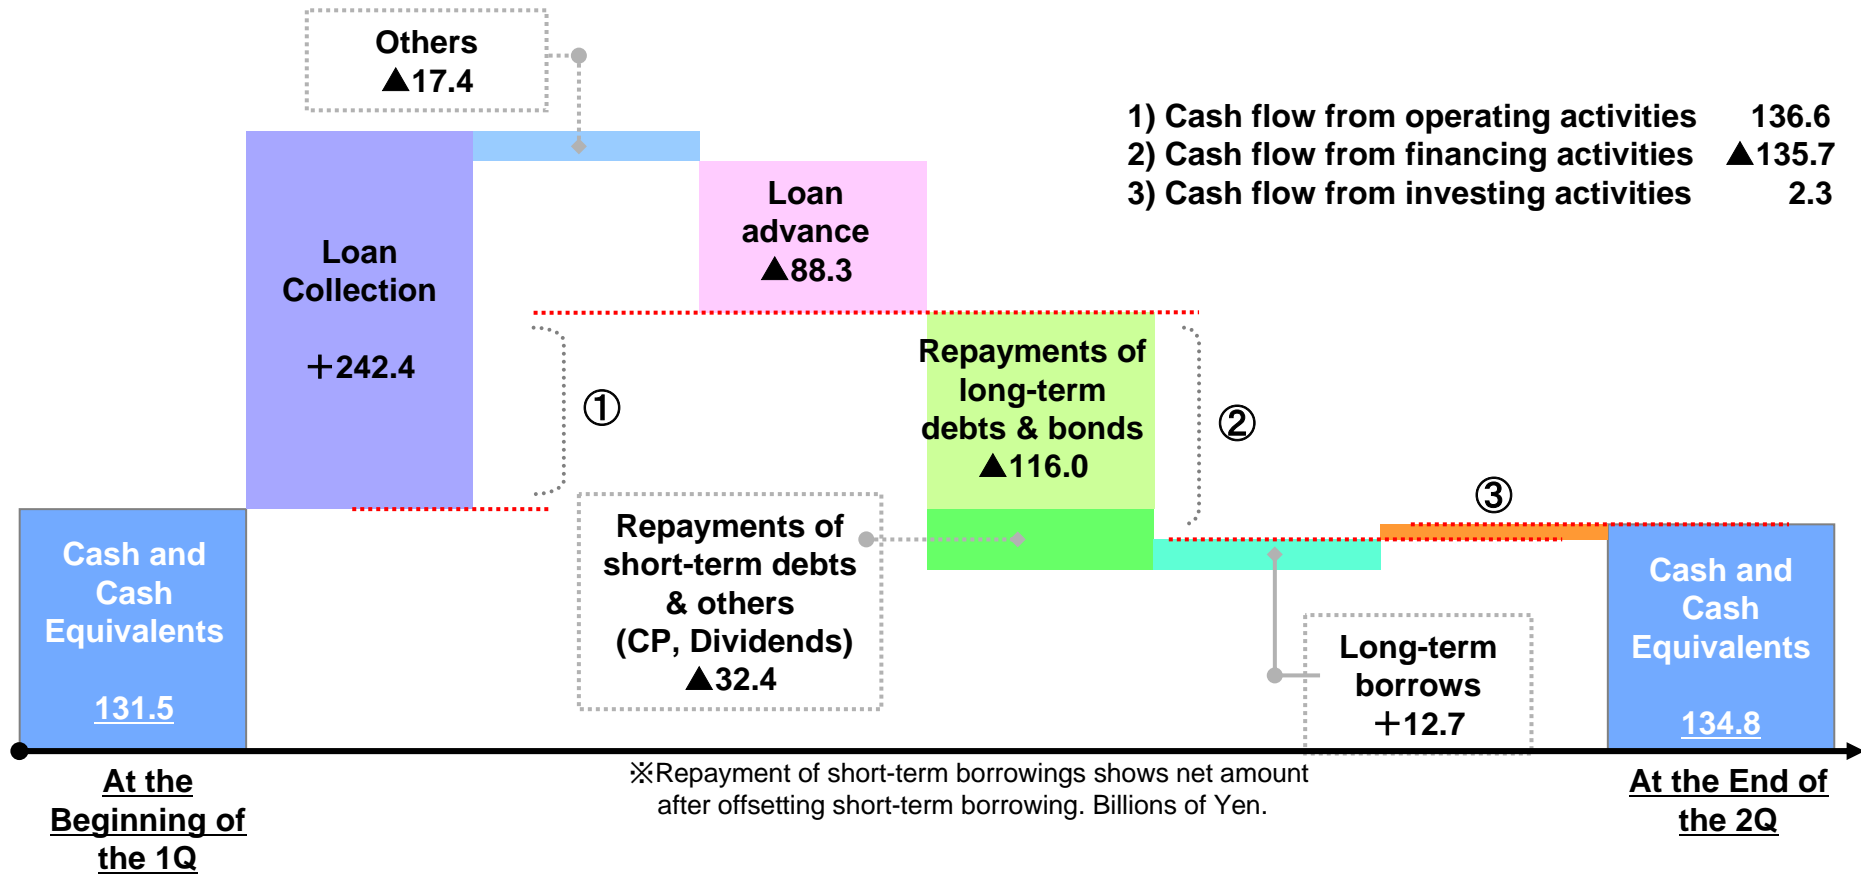 Others
▲17.4
1) Cash flow from operating activities 136.6
2) Cash flow from financing activities ▲135.7
3) Cash flow from investing activities 2.3
Loan
Collection
+242.4
Loan
advance
▲88.3
①
Repayments of
long-term
debts & bonds
▲116.0
②
③
Repayments of
short-term debts
& others
(CP, Dividends)
▲32.4
Long-term
borrows
+12.7
Cash and
Cash
Equivalents
131.5
Cash and
Cash
Equivalents
134.8
At the
Beginning of
the 1Q
※Repayment of short-term borrowings shows net amount
after offsetting short-term borrowing. Billions of Yen.
At the End of
the 2Q